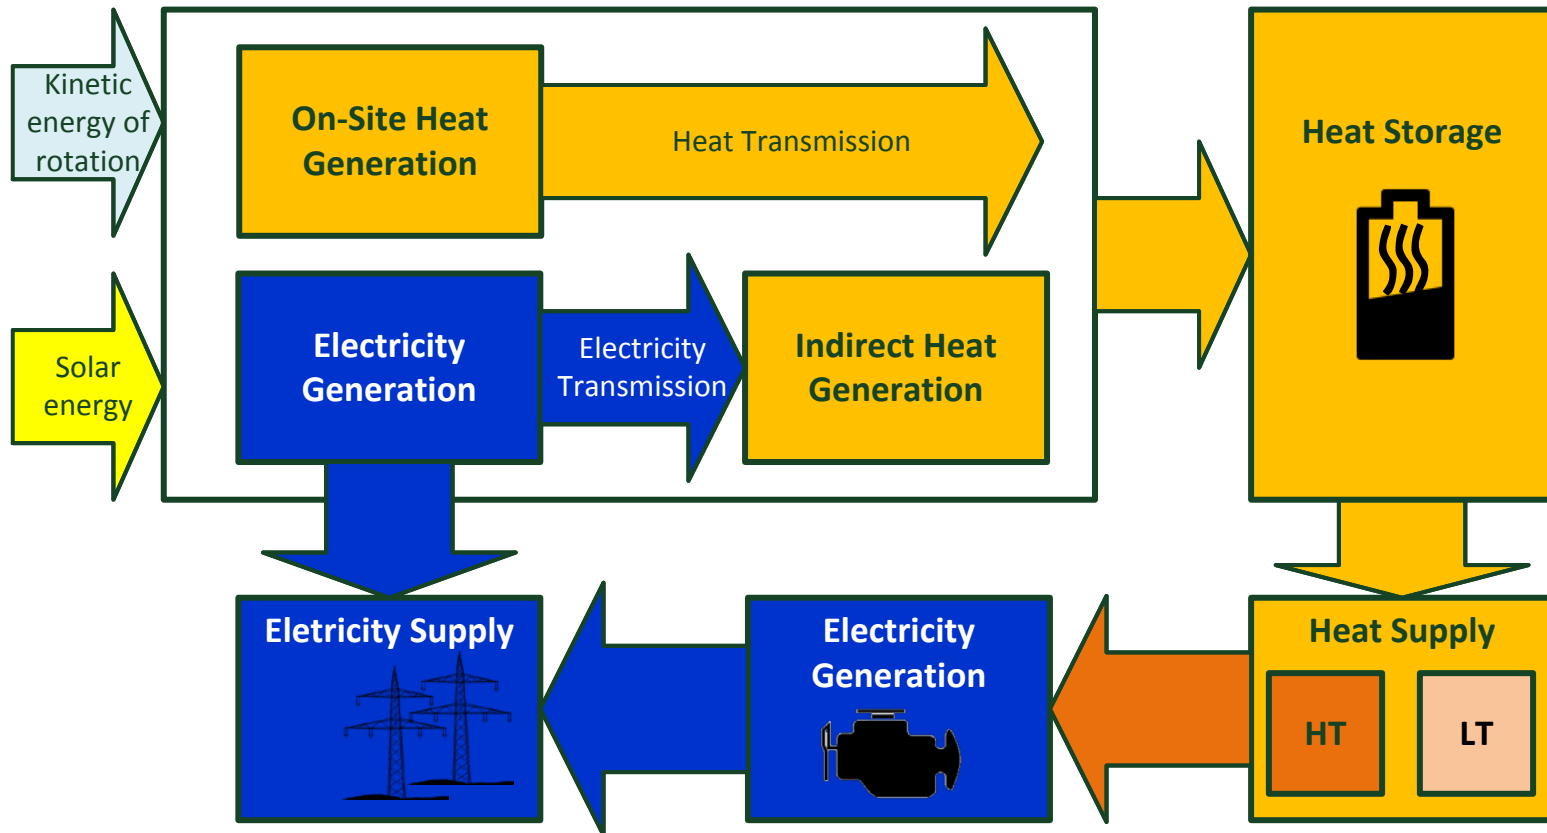 Kinetic
energy of
rotation
On-Site Heat
Generation
Heat Transmission
Heat Storage
Solar
energy
Electricity
Generation
Electricity
Transmission
Indirect Heat
Generation
Eletricity Supply
Electricity
Generation
Heat Supply
HT
LT